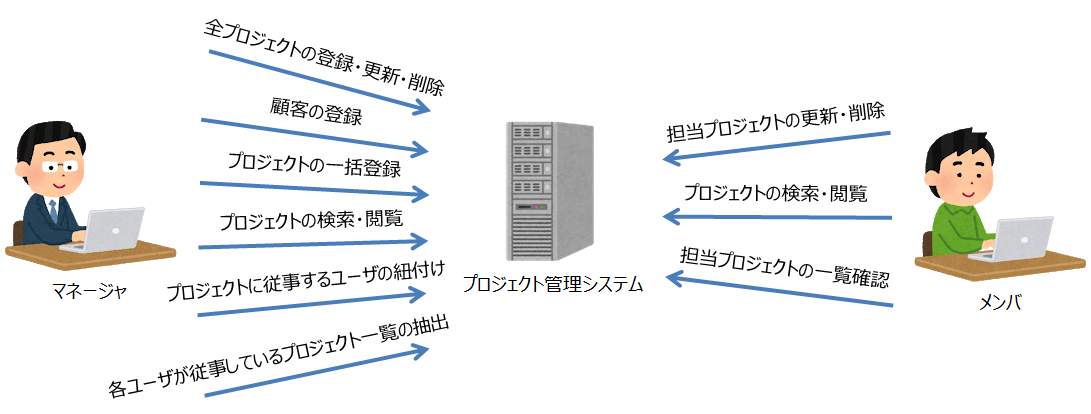 全プロジェクトの登録・更新・削除
顧客の登録
プロジェクトの一括登録
プロジェクトの検索・閲覧
プロジェクトに従事するユーザの紐付け
各ユーザが従事しているプロジェクト一覧の抽出
マネージャ
プロジェクト管理システム
担当プロジェクトの更新・削除
プロジェクトの検索・閲覧
担当プロジェクトの一覧確認
メンバ